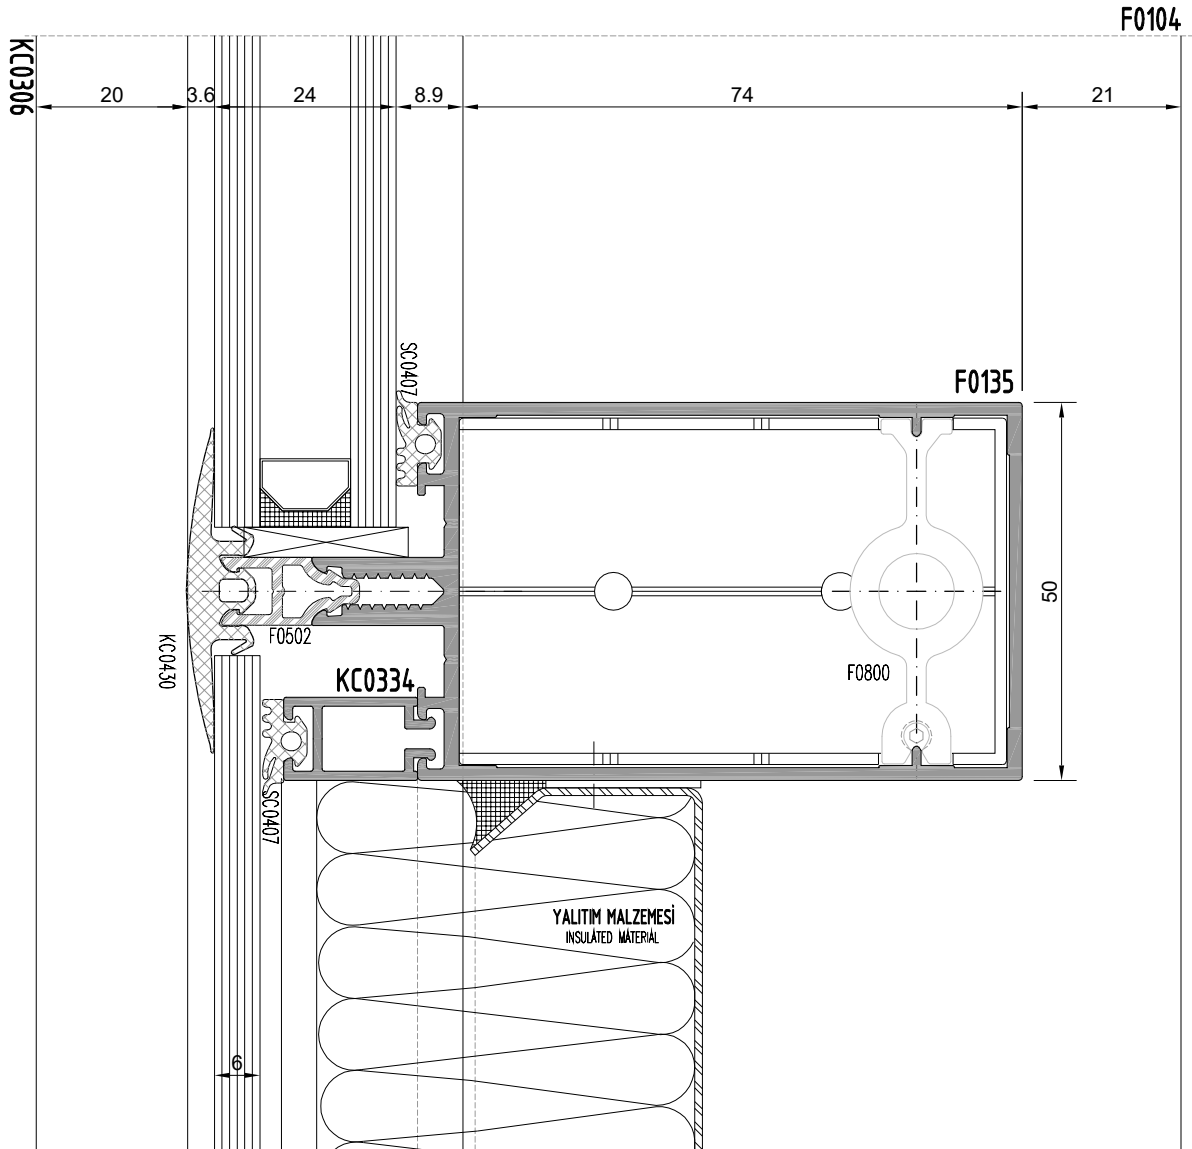 F0104
KC0306
20
3.6
24
8.9
74
21
SC0407
F0135
50
F0502
KC0430
KC0334
F0800
SC0407
YALITIM MALZEMESİ
INSULATED MATERIAL
6